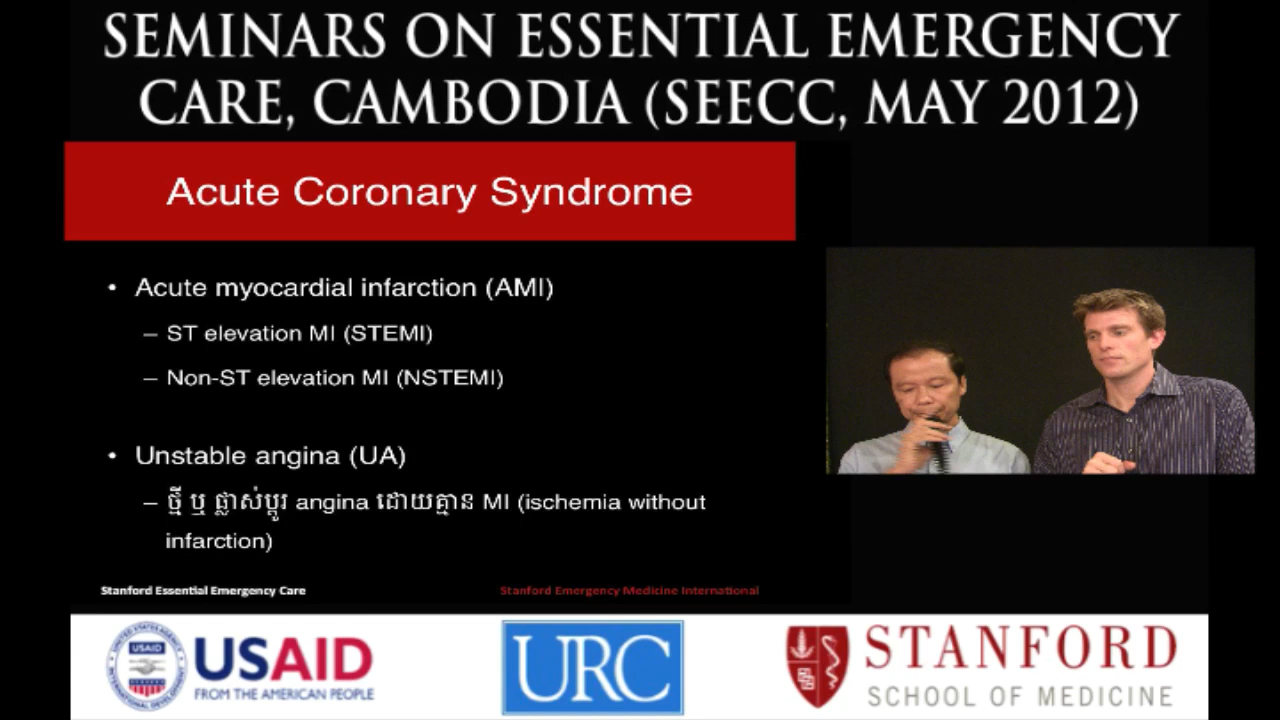 SEMINARS ON ESSENTIAL EMERGENCY
CARE, CAMBODIA (SEECC, MAY 2012)
Acute Coronary Syndrome
• Acute myocardial infarction (AMI)
– ST elevation MI (STEMI)
– Non-ST elevation MI (NSTEMI)
• Unstable angina (UA)
– ថ្មី ឬ ផ្លាស់ប្តូរ angina ដោយគ្មាន MI (ischemia without
infarction)
Stanford Essential Emergency Care
Stanford Emergency Medicine International
USAID
USAID
FROM THE AMERICAN PEOPLE
URC
STANFORD
SCHOOL OF MEDICINE